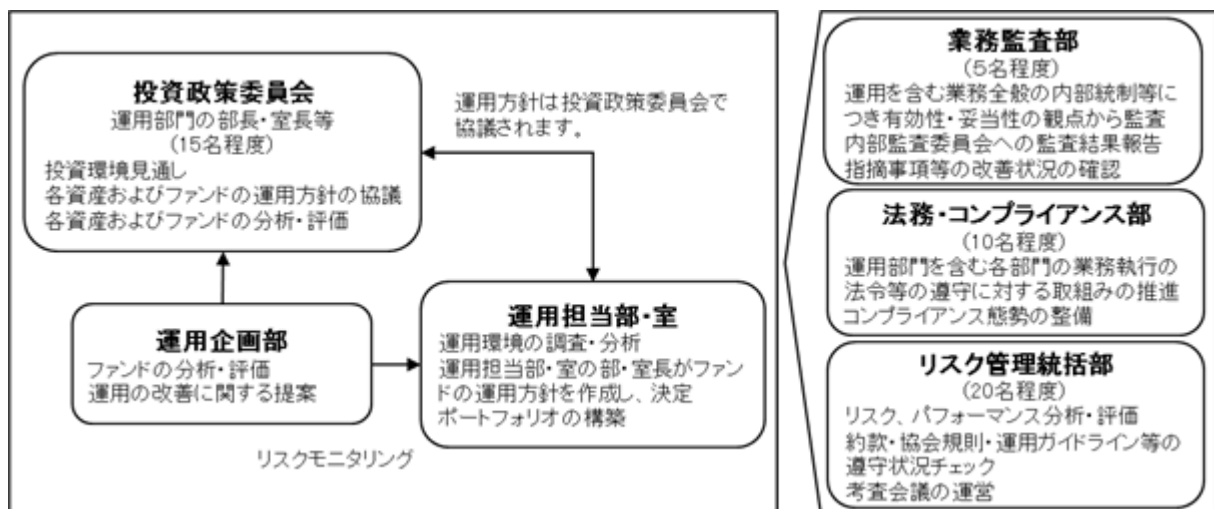 投資政策委員会
運用部門の部長・室長等
(15名程度)
投資環境見通し
各資産およびファンドの運用方針の協議
各資産およびファンドの分析・評価
運用方針は投資政策委員会で
協議されます。
運用企画部
ファンドの分析・評価
運用の改善に関する提案
運用担当部・室
運用環境の調査・分析
運用担当部・室の部・室長がファン
ドの運用方針を作成し、決定
ポートフォリオの構築
リスクモニタリング
業務監査部
(5名程度)
運用を含む業務全般の内部統制等に
つき有効性・妥当性の観点から監査
内部監査委員会への監査結果報告
指摘事項等の改善状況の確認
法務・コンプライアンス部
(10名程度)
運用部門を含む各部門の業務執行の
法令等の遵守に対する取組みの推進
コンプライアンス態勢の整備
リスク管理統括部
(20名程度)
リスク、パフォーマンス分析・評価
約款・協会規則・運用ガイドライン等の
遵守状況チェック
考査会議の運営